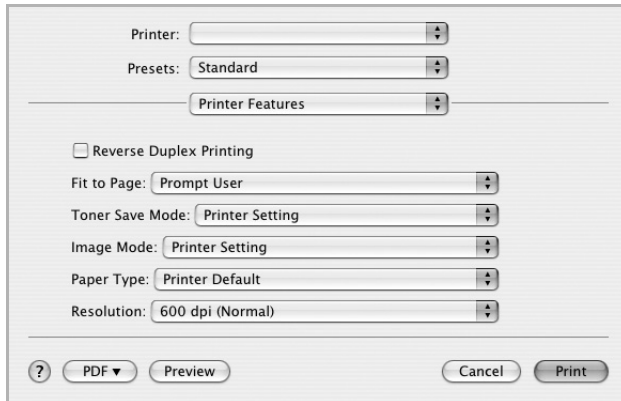 Printer:
Presets: Standard
Printer Features
Reverse Duplex Printing
Fit to Page: Prompt User
Toner Save Mode: Printer Setting
Image Mode: Printer Setting
Paper Type: Printer Default
Resolution: 600 dpi (Normal)
? PDF ▼ Preview Cancel Print